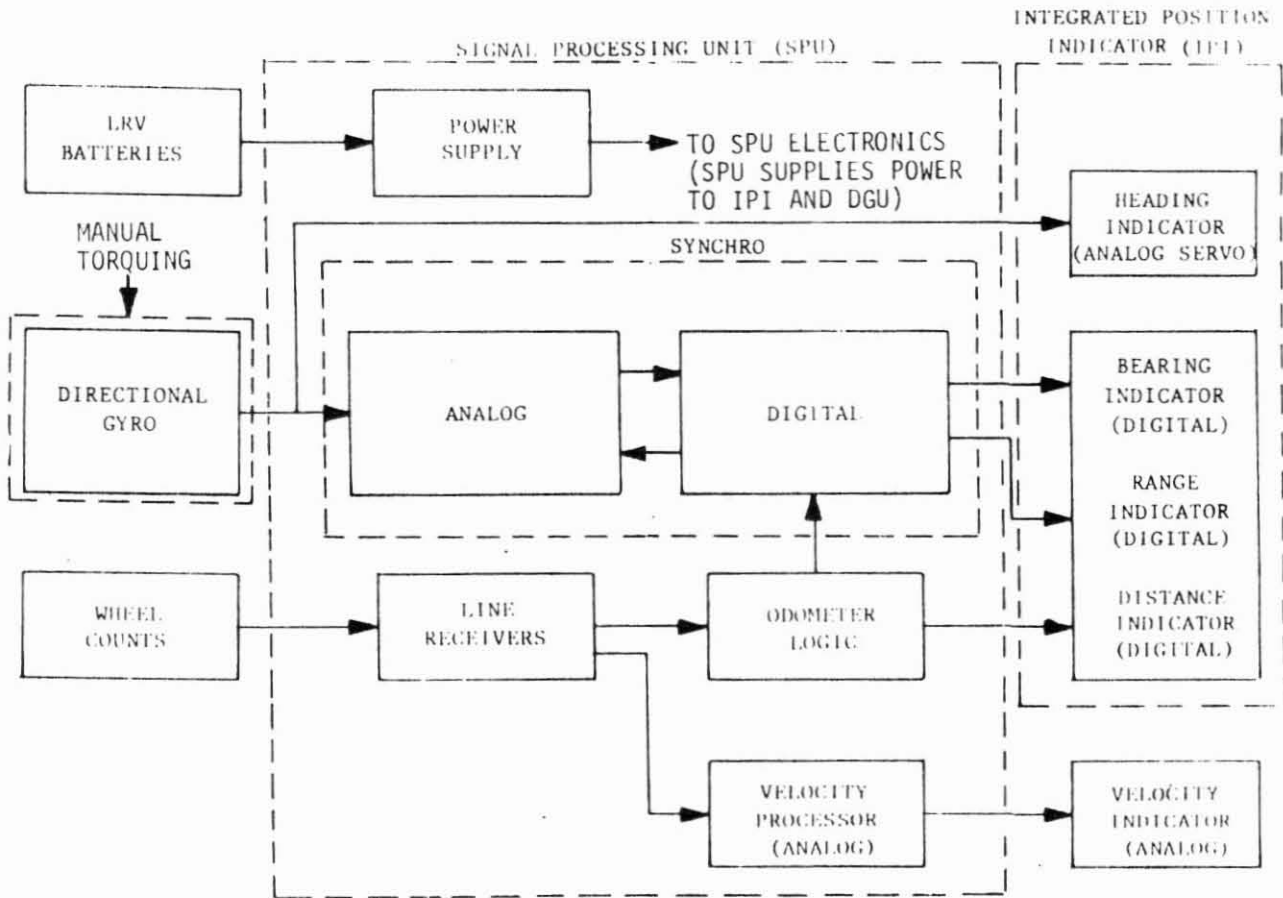 INTEGRATED POSITION
INDICATOR (IPI)
SIGNAL PROCESSING UNIT (SPU)
LRV
BATTERIES
POWER
SUPPLY
TO SPU ELECTRONICS
(SPU SUPPLIES POWER
TO IPI AND DGU)
HEADING
INDICATOR
(ANALOG SERVO)
MANUAL
TORQUING
SYNCHRO
DIRECTIONAL
GYRO
ANALOG
DIGITAL
BEARING
INDICATOR
(DIGITAL)
RANGE
INDICATOR
(DIGITAL)
DISTANCE
INDICATOR
(DIGITAL)
WHEEL
COUNTS
LINE
RECEIVERS
ODOMETER
LOGIC
VELOCITY
PROCESSOR
(ANALOG)
VELOCITY
INDICATOR
(ANALOG)